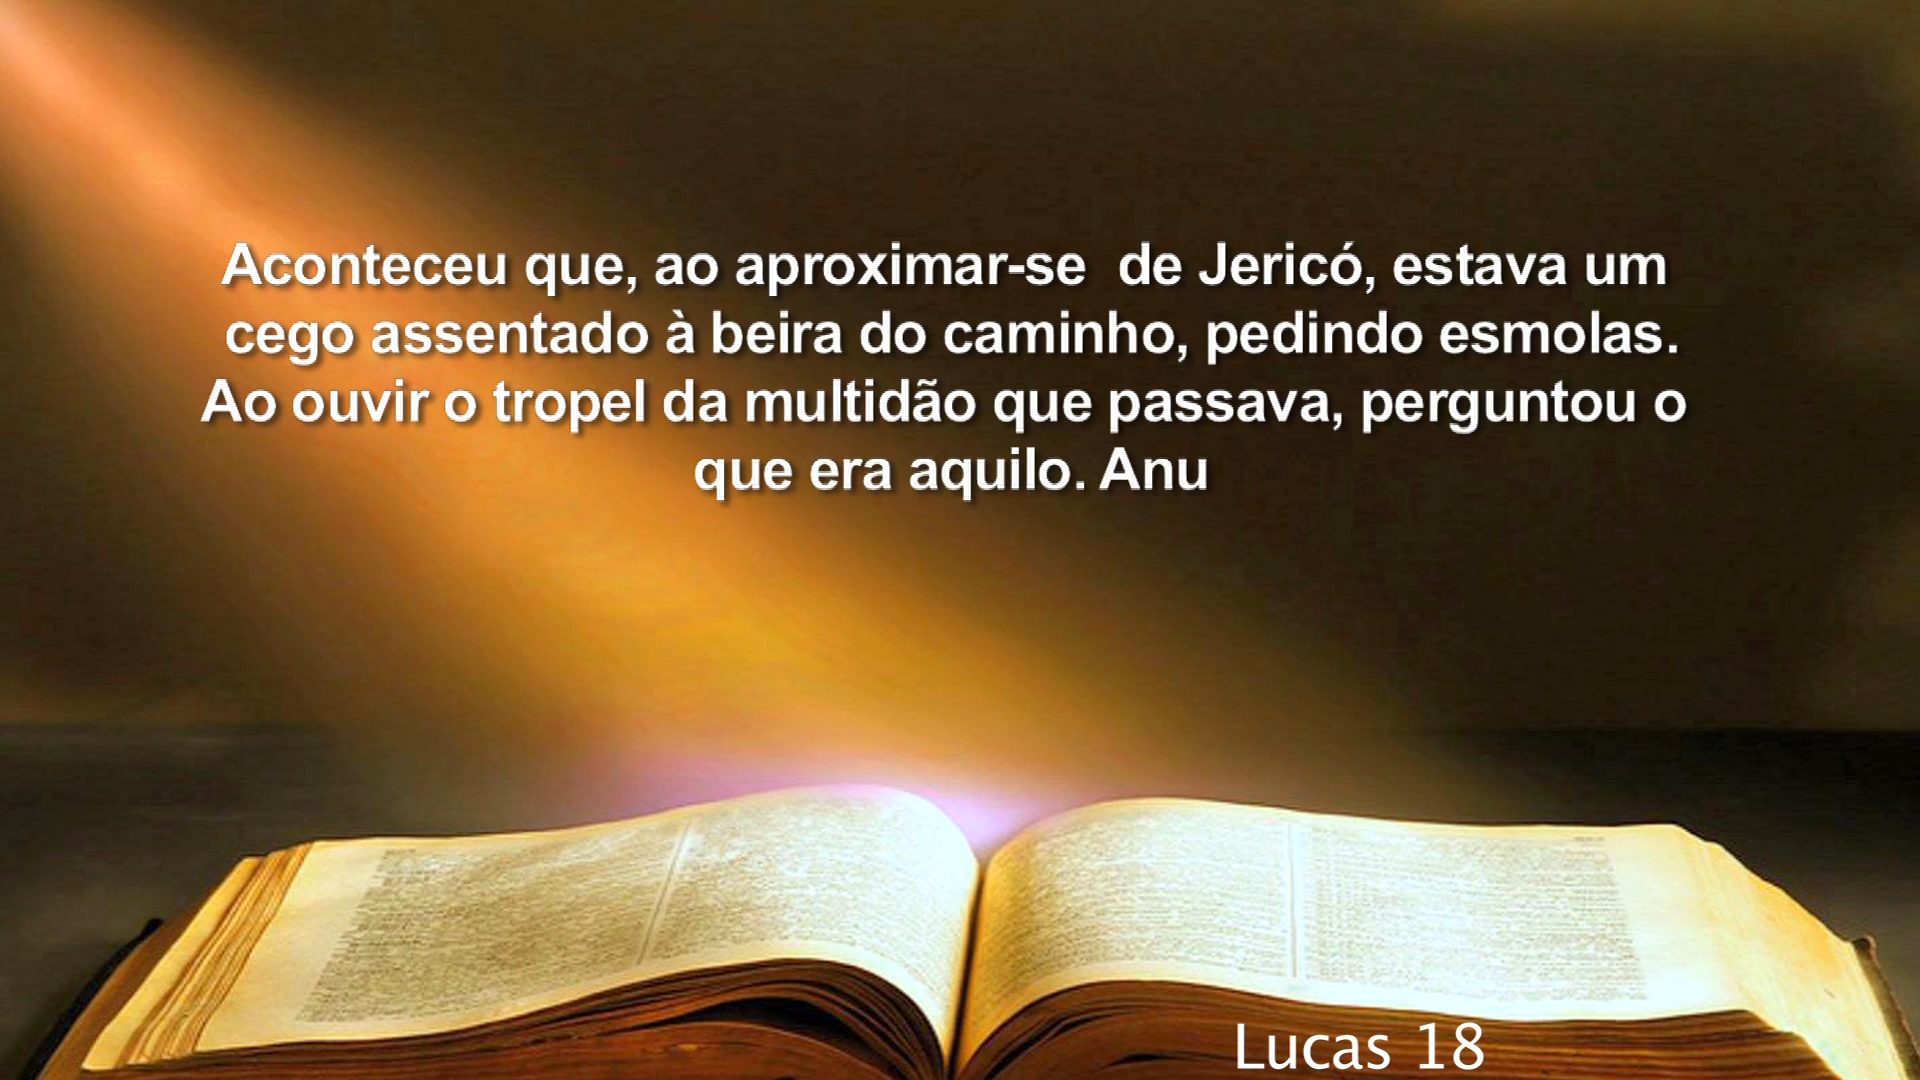 Aconteceu que, ao aproximar-se  de Jericó, estava um
cego assentado à beira do caminho, pedindo esmolas.
Ao ouvir o tropel da multidão que passava, perguntou o
que era aquilo. Anu
Lucas 18